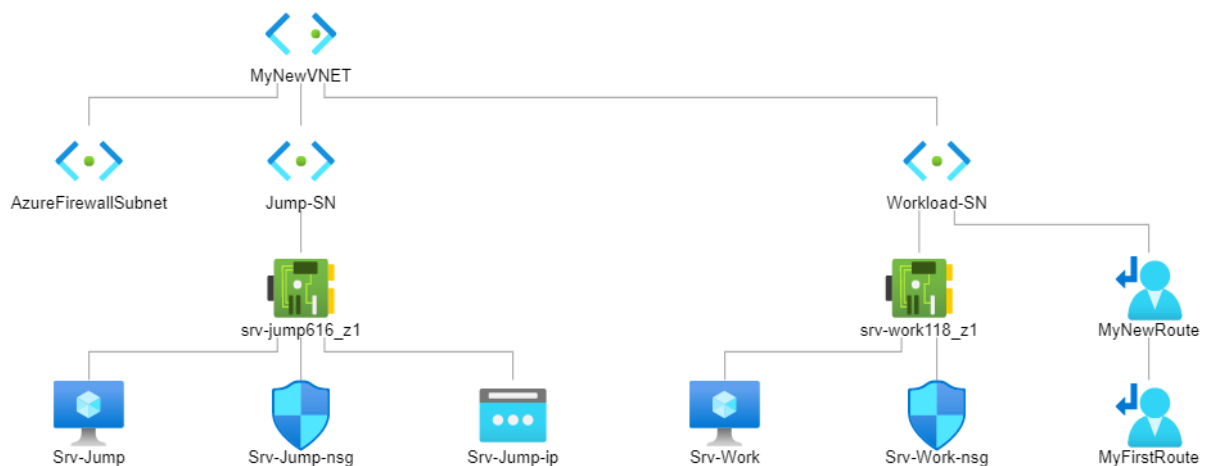 MyNewVNET
AzureFirewallSubnet
Jump-SN
Workload-SN
srv-jump616_z1
srv-work118_z1
MyNewRoute
Srv-Jump
Srv-Jump-nsg
Srv-Jump-ip
Srv-Work
Srv-Work-nsg
MyFirstRoute